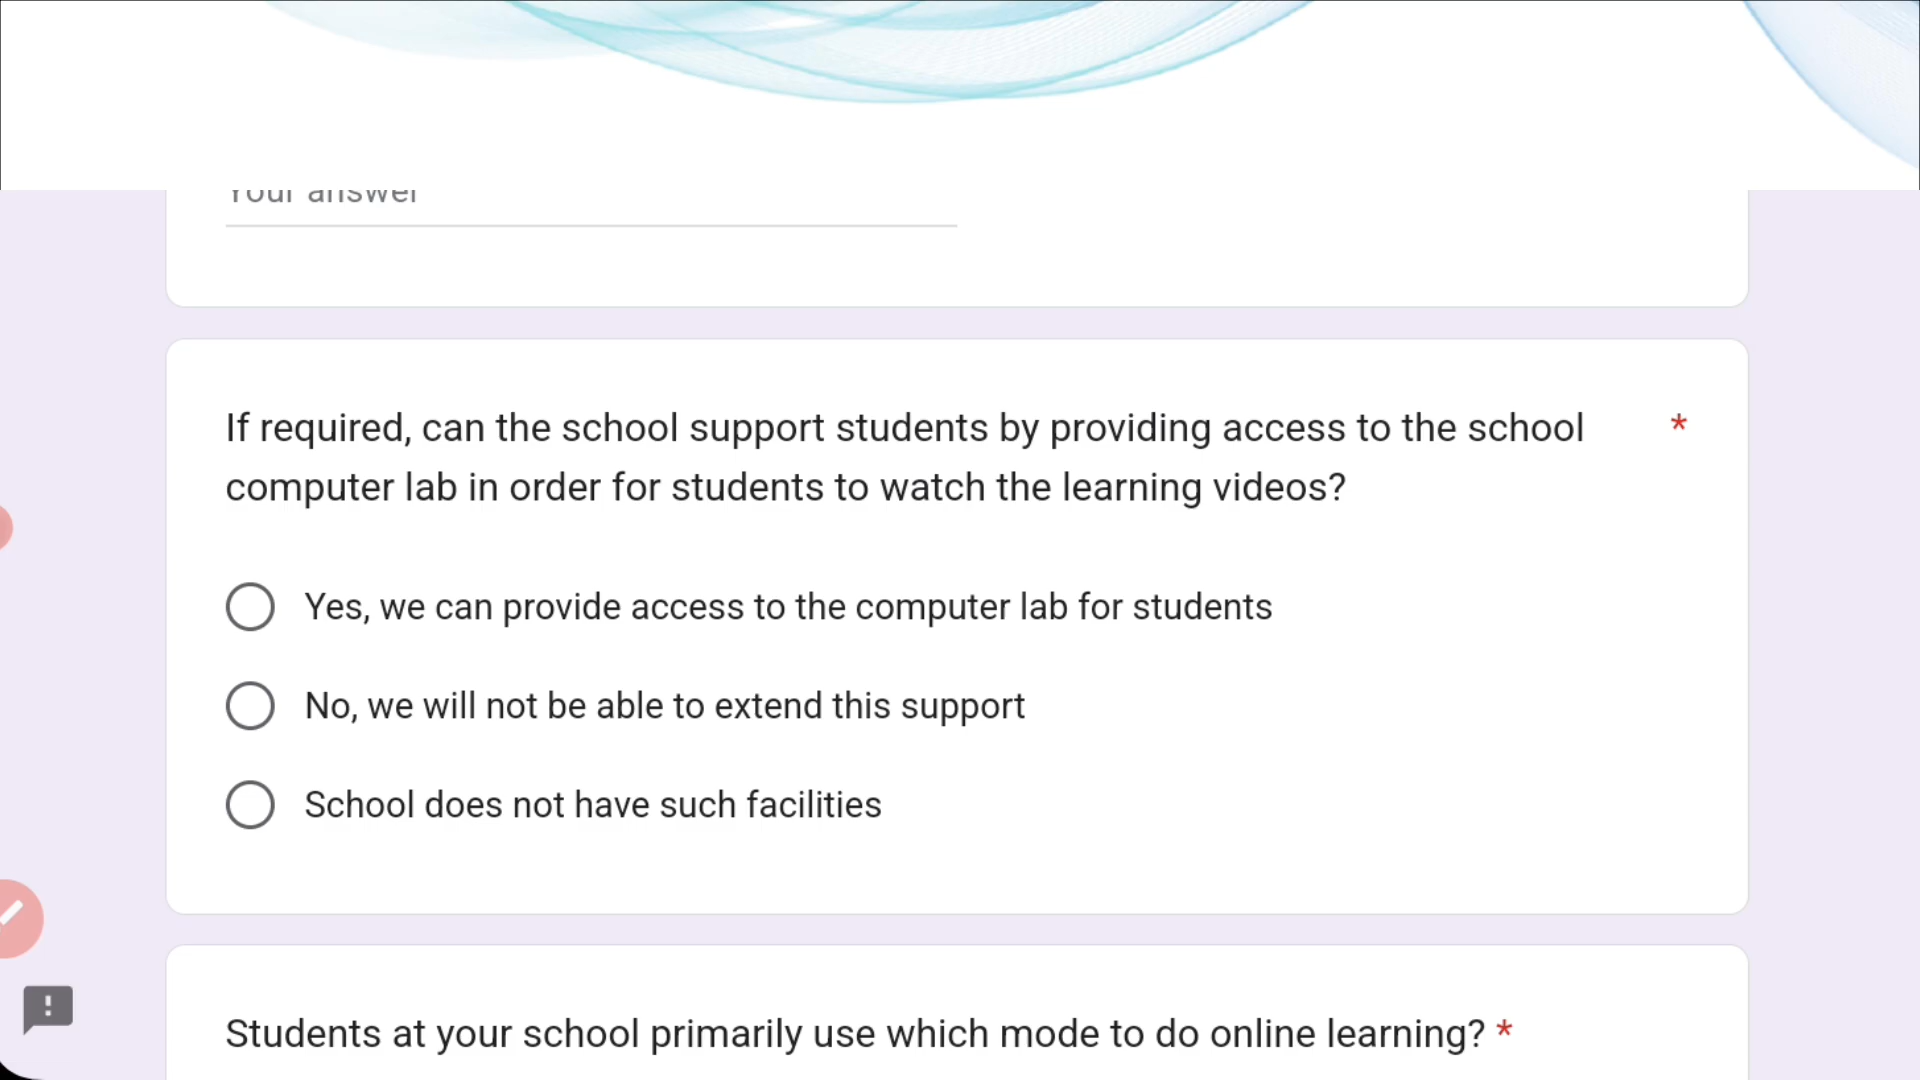 Your answer
If required, can the school support students by providing access to the school *
computer lab in order for students to watch the learning videos?
Yes, we can provide access to the computer lab for students
No, we will not be able to extend this support
School does not have such facilities
Students at your school primarily use which mode to do online learning? *